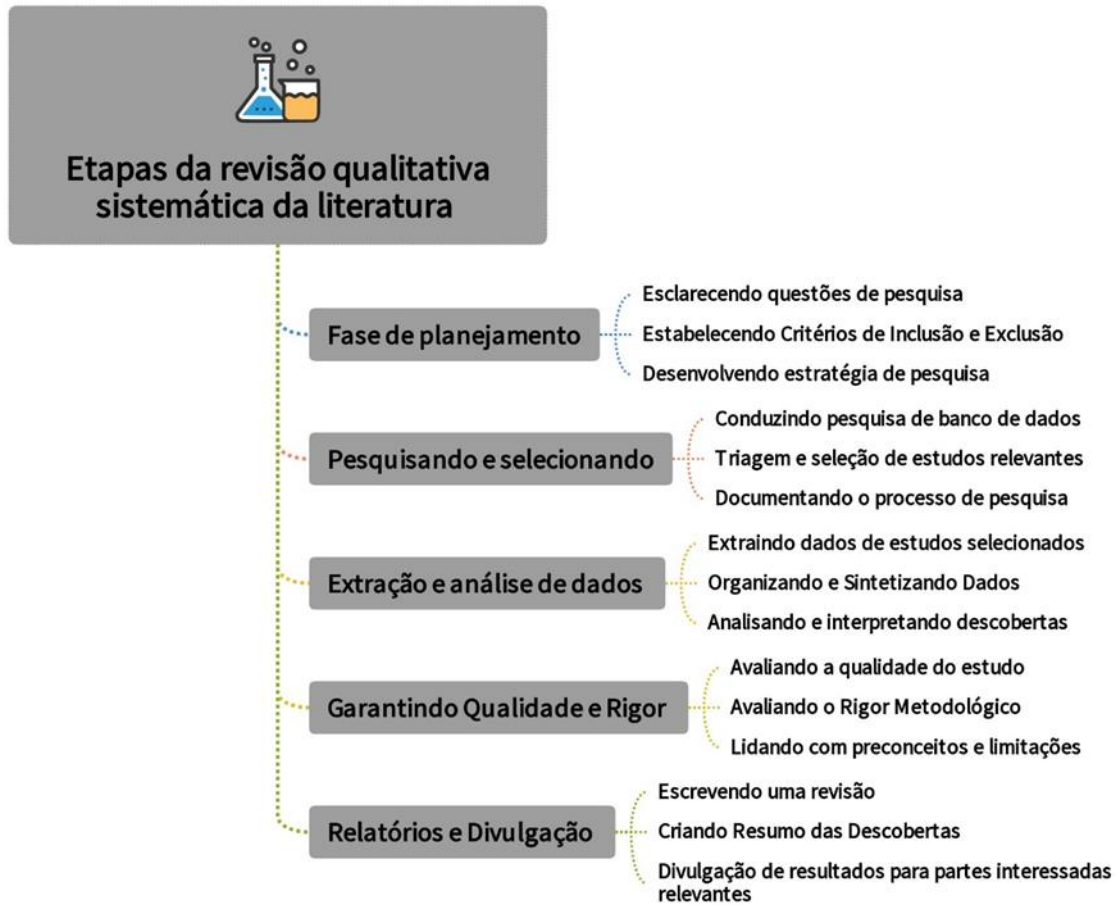 Etapas da revisão qualitativa
sistemática da literatura
Fase de planejamento
Esclarecendo questões de pesquisa
Estabelecendo Critérios de Inclusão e Exclusão
Desenvolvendo estratégia de pesquisa
Pesquisando e selecionando
Conduzindo pesquisa de banco de dados
Triagem e seleção de estudos relevantes
Documentando o processo de pesquisa
Extração e análise de dados
Extraindo dados de estudos selecionados
Organizando e Sintetizando Dados
Analisando e interpretando descobertas
Garantindo Qualidade e Rigor
Avaliando a qualidade do estudo
Avaliando o Rigor Metodológico
Lidando com preconceitos e limitações
Relatórios e Divulgação
Escrevendo uma revisão
Criando Resumo das Descobertas
Divulgação de resultados para partes interessadas
relevantes